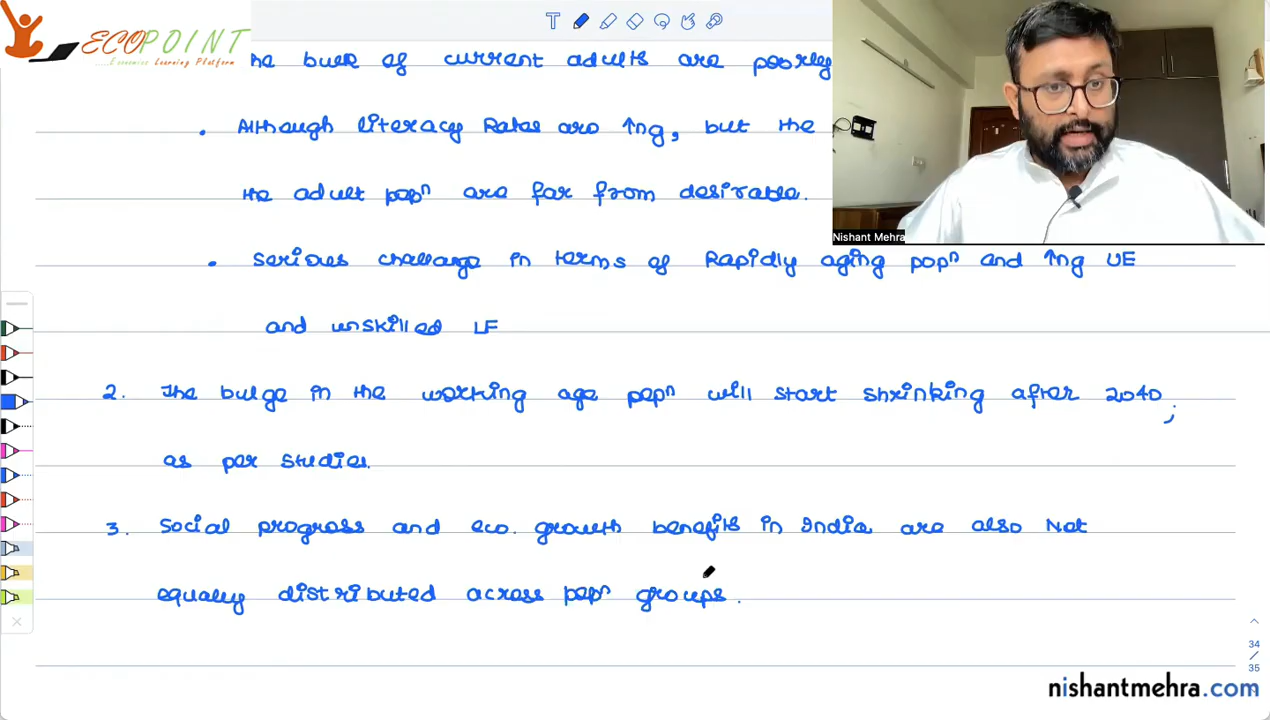 ECOPOINT
....Economics Learning Platform
he bulk of current adults are poorly
. Although literacy Rates are ↑ng, but the
the adult popⁿ are far from desirable.
. Serious challange in terms of Rapidly aging popⁿ and ↑ng UE
and unskilled LF
2. The bulge in the working age popⁿ will start shrinking after 2040,
as per Studies.
3. Social progress and eco. growth benefits in India are also Not
equally distributed across popⁿ groups.
Nishant Mehra
34
/
35
nishantmehra.com